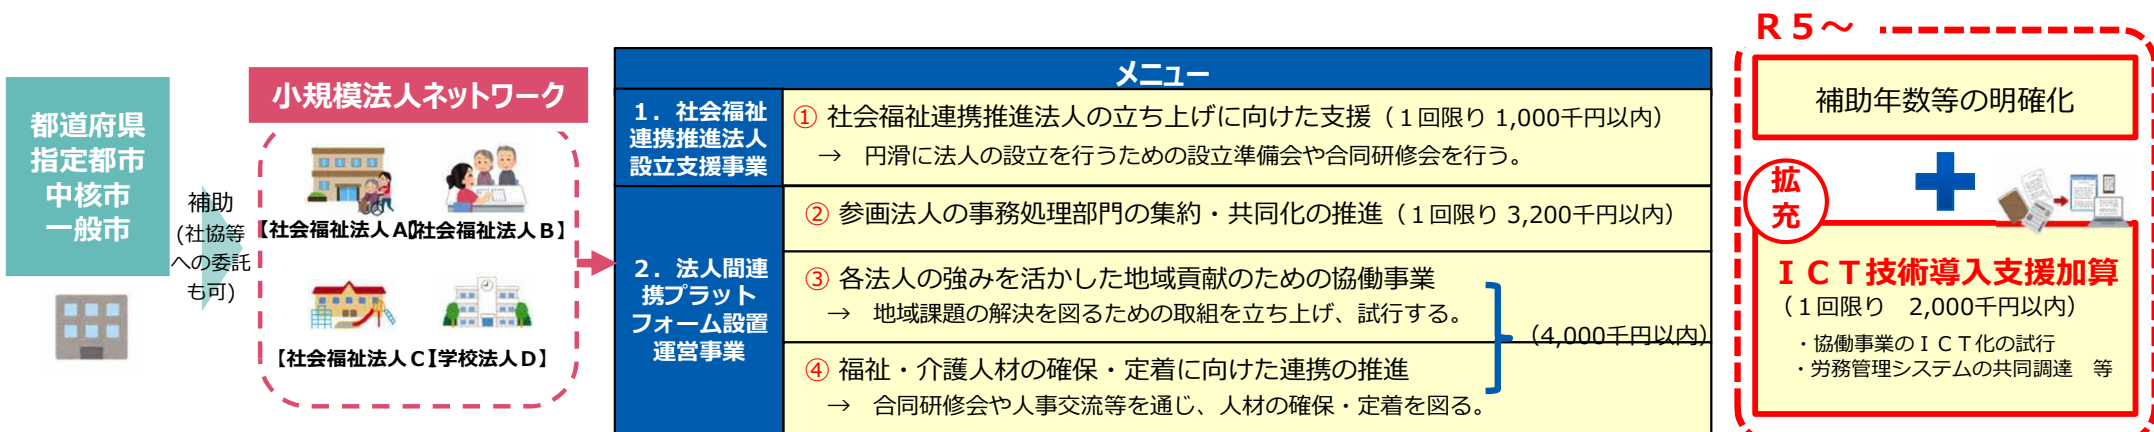 都道府県
指定都市
中核市
一般市
補助
(社協等
への委託
も可)
小規模法人ネットワーク
【社会福祉法人A】
【社会福祉法人B】
【社会福祉法人C】
【学校法人D】
メニュー
１．社会福祉
連携推進法人
設立支援事業
① 社会福祉連携推進法人の立ち上げに向けた支援（１回限り 1,000千円以内）
→　円滑に法人の設立を行うための設立準備会や合同研修会を行う。
２．法人間連
携プラット
フォーム設置
運営事業
② 参画法人の事務処理部門の集約・共同化の推進（１回限り 3,200千円以内）
③ 各法人の強みを活かした地域貢献のための協働事業
→　地域課題の解決を図るための取組を立ち上げ、試行する。
（4,000千円以内）
④ 福祉・介護人材の確保・定着に向けた連携の推進
→　合同研修会や人事交流等を通じ、人材の確保・定着を図る。
Ｒ５～
補助年数等の明確化
拡
充
ＩＣＴ技術導入支援加算
（１回限り　2,000千円以内）
・協働事業のＩＣＴ化の試行
・労務管理システムの共同調達　等